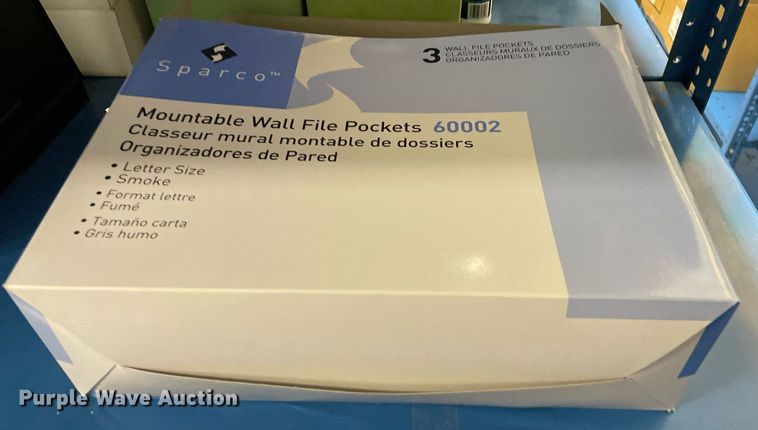 Sparco™
3 WALL FILE POCKETS
CLASSEURS MURAUX DE DOSSIERS
ORGANIZADORES DE PARED
Mountable Wall File Pockets 60002
Classeur mural montable de dossiers
Organizadores de Pared
• Letter Size
• Smoke
• Format lettre
• Fumé
• Tamaño carta
• Gris humo
Purple Wave Auction